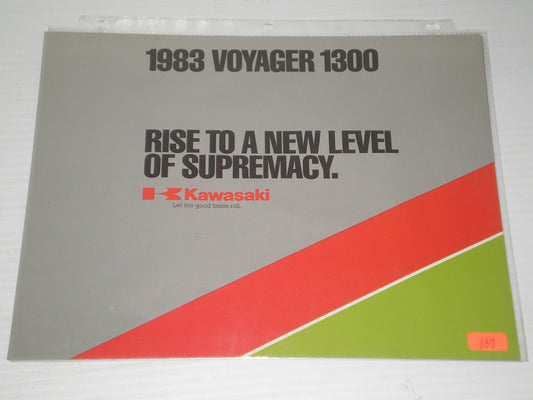 1983 VOYAGER 1300
RISE TO A NEW LEVEL
OF SUPREMACY.
Kawasaki
Let the good times roll.
137